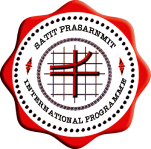 SATIT PRASARNMIT
INTERNATIONAL PROGRAMME